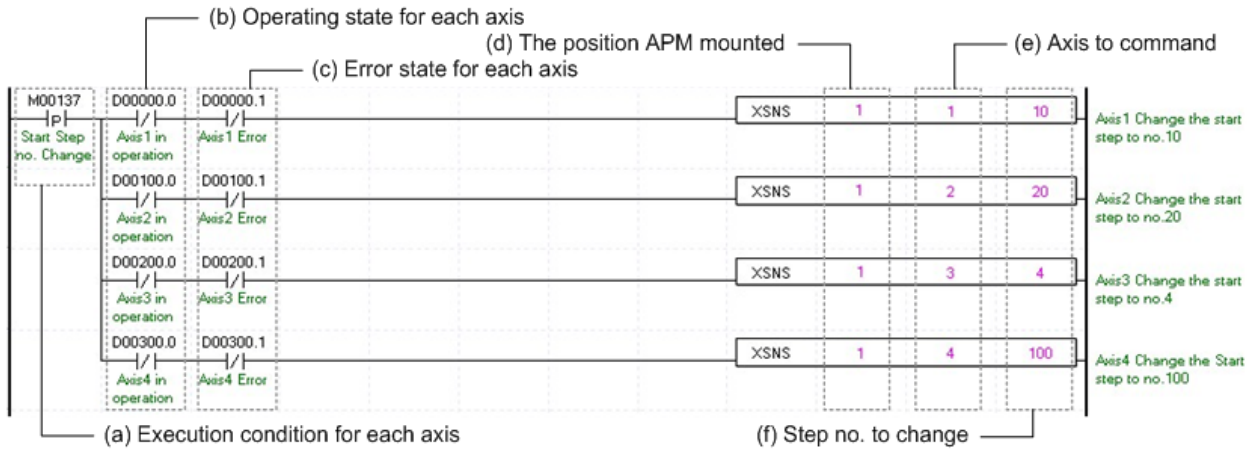 (b) Operating state for each axis
(d) The position APM mounted
(e) Axis to command
(c) Error state for each axis
M00137 D00000.0 D00000.1
P
XSNS 1 1 10
Start Step no. Change
Axis1 in operation
Axis1 Error
Axis1 Change the start
step to no.10
D00100.0 D00100.1
XSNS 1 2 20
Axis2 in operation
Axis2 Error
Axis2 Change the start
step to no.20
D00200.0 D00200.1
XSNS 1 3 4
Axis3 in operation
Axis3 Error
Axis3 Change the start
step to no.4
D00300.0 D00300.1
XSNS 1 4 100
Axis4 in operation
Axis4 Error
Axis4 Change the Start
step to no.100
(a) Execution condition for each axis
(f) Step no. to change